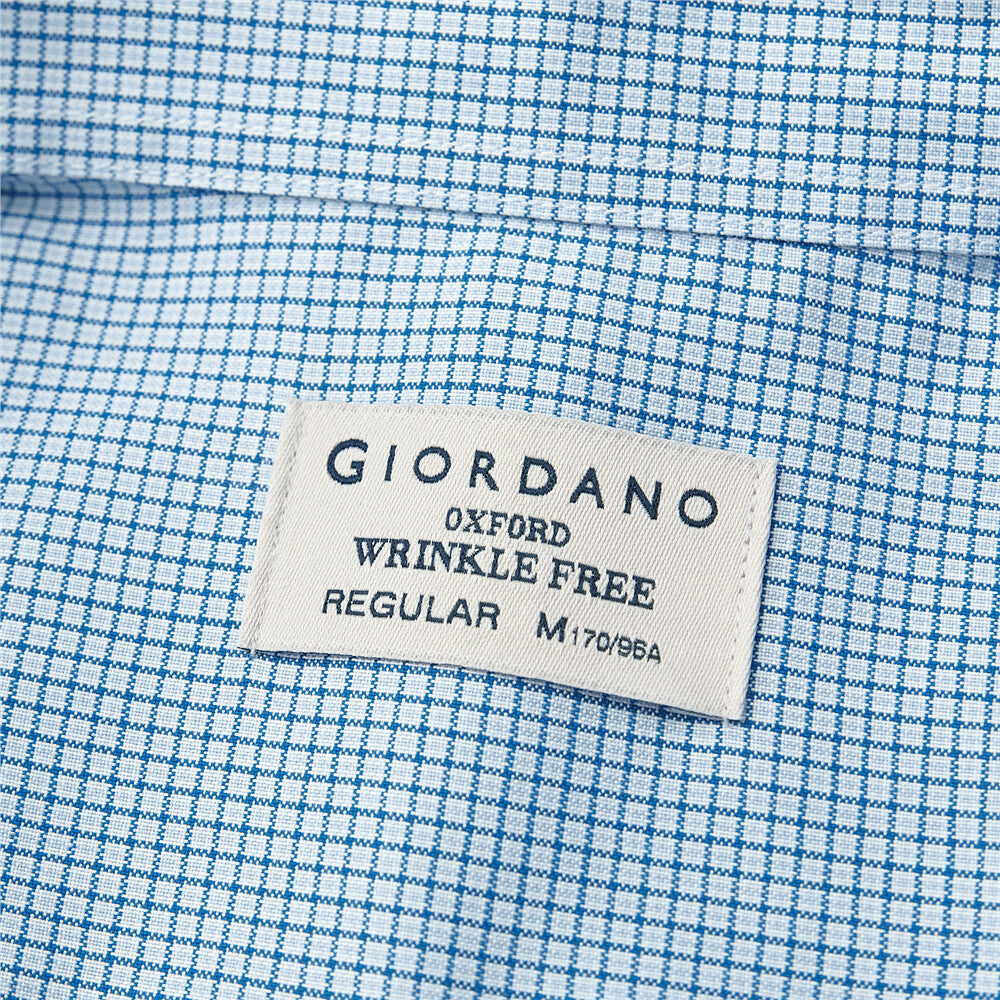 GIORDANO
OXFORD
WRINKLE FREE
REGULAR M170/96A